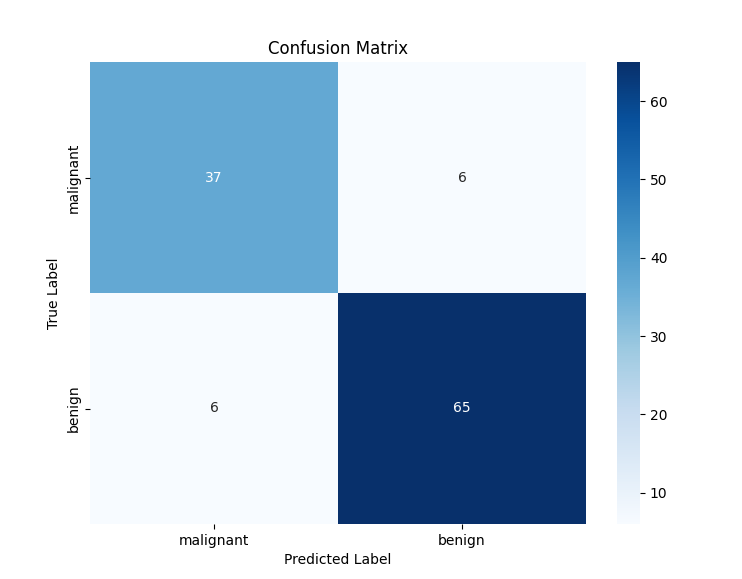 Confusion Matrix
True Label
malignant
37
6
benign
6
65
malignant
benign
Predicted Label
60
50
40
30
20
10